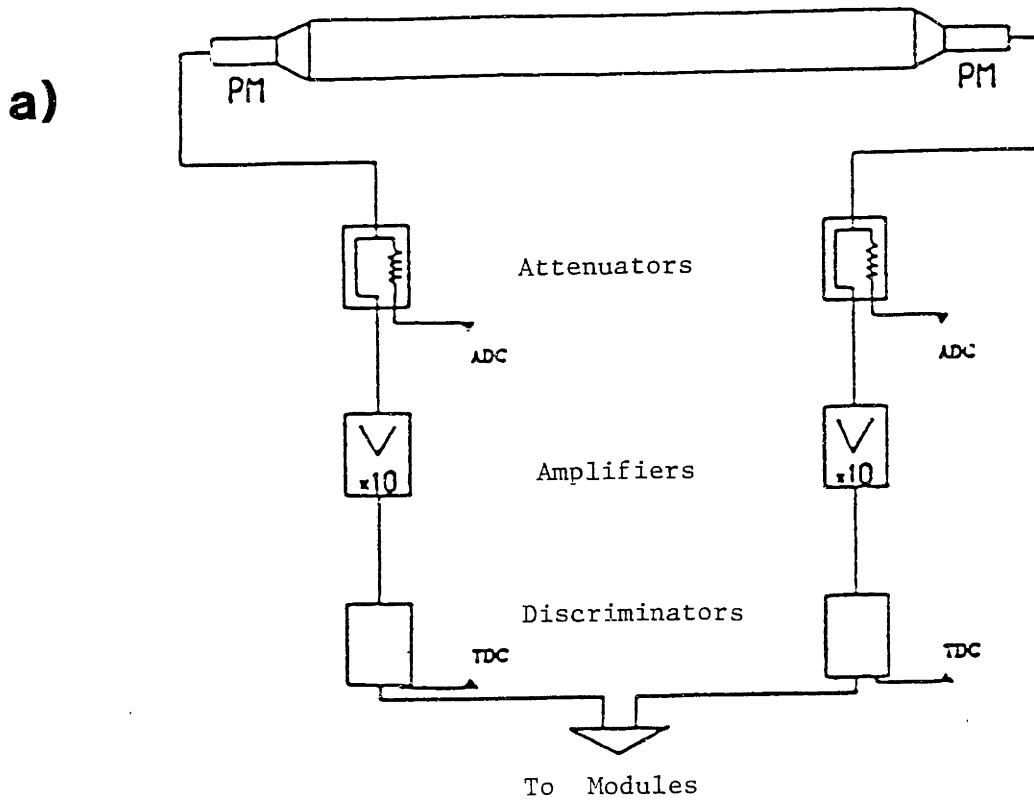 PM PM
a)
Attenuators
ADC ADC
x10 Amplifiers x10
Discriminators
TDC TDC
To Modules